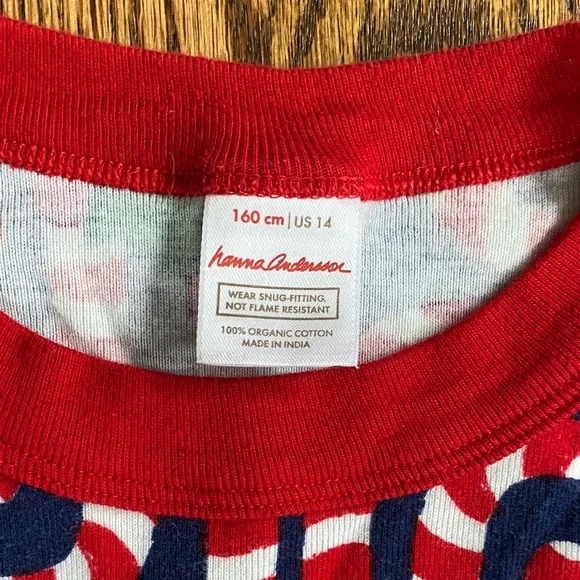 160 cm | US 14
hanna andersson
WEAR SNUG-FITTING,
NOT FLAME RESISTANT
100% ORGANIC COTTON
MADE IN INDIA